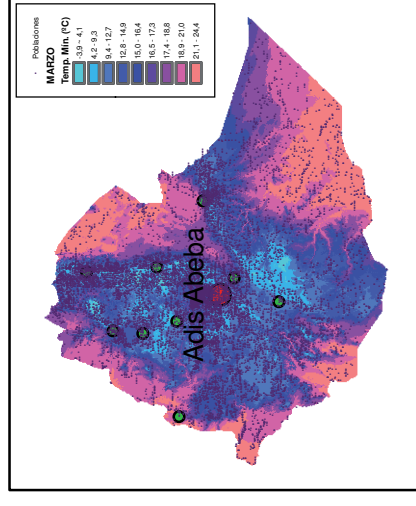 Poblaciones
MARZO
Temp. Min. (ºC)
-3,9 - 4,1
4,2 - 9,3
9,4 - 12,7
12,8 - 14,9
15,0 - 16,4
16,5 - 17,3
17,4 - 18,8
18,9 - 21,0
21,1 - 24,4
Adis Abeba